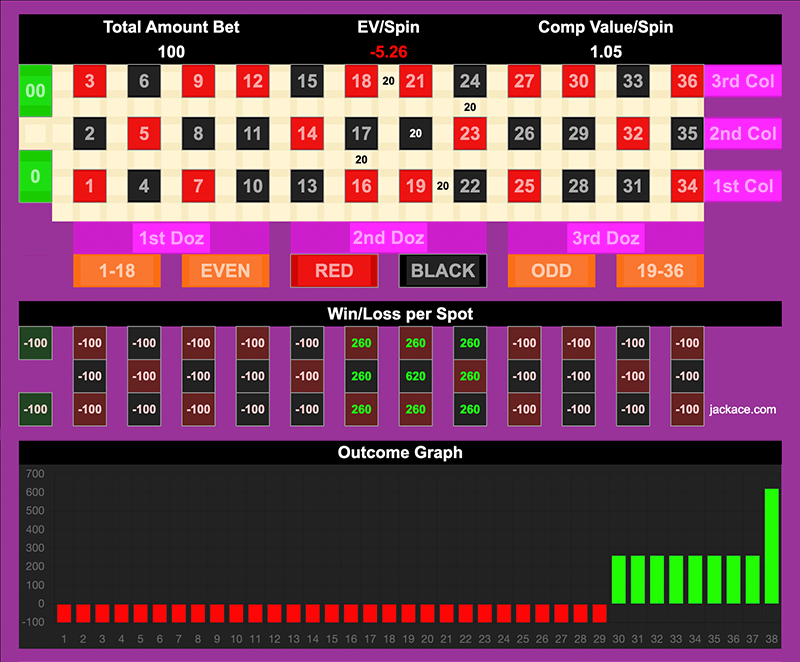 Total Amount Bet EV/Spin Comp Value/Spin
100 -5.26 1.05
00 3 6 9 12 15 18 20 21 24 27 30 33 36 3rd Col
20
2 5 8 11 14 17 20 23 26 29 32 35 2nd Col
20
0 1 4 7 10 13 16 19 20 22 25 28 31 34 1st Col
1st Doz 2nd Doz 3rd Doz
1-18 EVEN RED BLACK ODD 19-36
Win/Loss per Spot
-100 -100 -100 -100 -100 -100 260 260 260 -100 -100 -100 -100
-100 -100 -100 -100 -100 260 620 260 -100 -100 -100 -100
-100 -100 -100 -100 -100 -100 260 260 260 -100 -100 -100 -100 jackace.com
Outcome Graph
700
600
500
400
300
200
100
0
-100
1 2 3 4 5 6 7 8 9 10 11 12 13 14 15 16 17 18 19 20 21 22 23 24 25 26 27 28 29 30 31 32 33 34 35 36 37 38